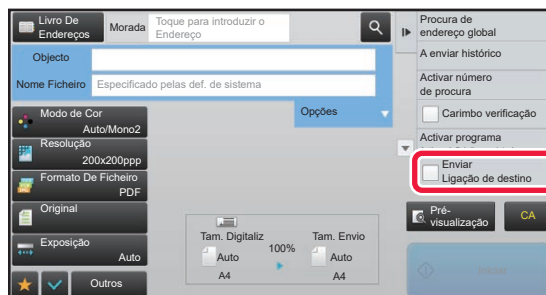 Livro De
Endereços
Morada
Toque para introduzir o
Endereço
Objecto
Nome Ficheiro
Especificado pelas def. de sistema
Opções
Modo de Cor
Auto/Mono2
Resolução
200x200ppp
Formato De Ficheiro
PDF
Original
Exposição
Auto
Outros
Tam. Digitaliz
100%
Tam. Envio
Auto
A4
Auto
A4
Procura de
endereço global
A enviar histórico
Activar número
de procura
Carimbo verificação
Activar programa
Enviar
Ligação de destino
Pré-
visualização
CA